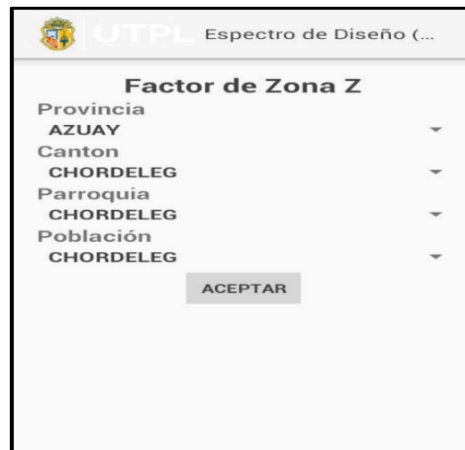 UTPL Espectro de Diseño (...
Factor de Zona Z
Provincia
AZUAY
Canton
CHORDELEG
Parroquia
CHORDELEG
Población
CHORDELEG
ACEPTAR